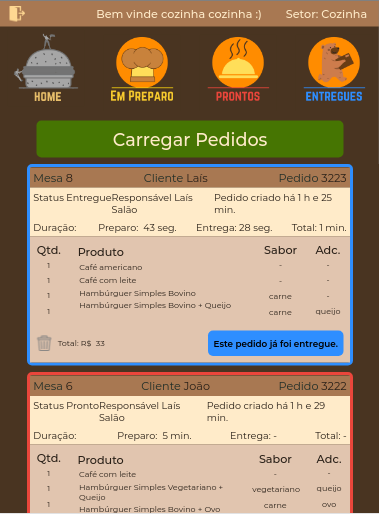 Bem vinde cozinha cozinha :) Setor: Cozinha
HOME EM PREPARO PRONTOS ENTREGUES
Carregar Pedidos
Mesa 8 Cliente Laís Pedido 3223
Status Entregue Responsável Laís Pedido criado há 1 h e 25
Salão min.
Duração: Preparo: 43 seg. Entrega: 28 seg. Total: 1 min.
Qtd. Produto Sabor Adc.
1 Café americano - -
1 Café com leite - -
1 Hambúrguer Simples Bovino carne -
1 Hambúrguer Simples Bovino + Queijo carne queijo
Total: R$ 33 Este pedido já foi entregue.
Mesa 6 Cliente João Pedido 3222
Status Pronto Responsável Laís Pedido criado há 1 h e 29
Salão min.
Duração: Preparo: 5 min. Entrega: - Total: -
Qtd. Produto Sabor Adc.
1 Café com leite - -
1 Hambúrguer Simples Vegetariano + vegetariano queijo
Queijo
1 Hambúrguer Simples Bovino + Ovo carne ovo